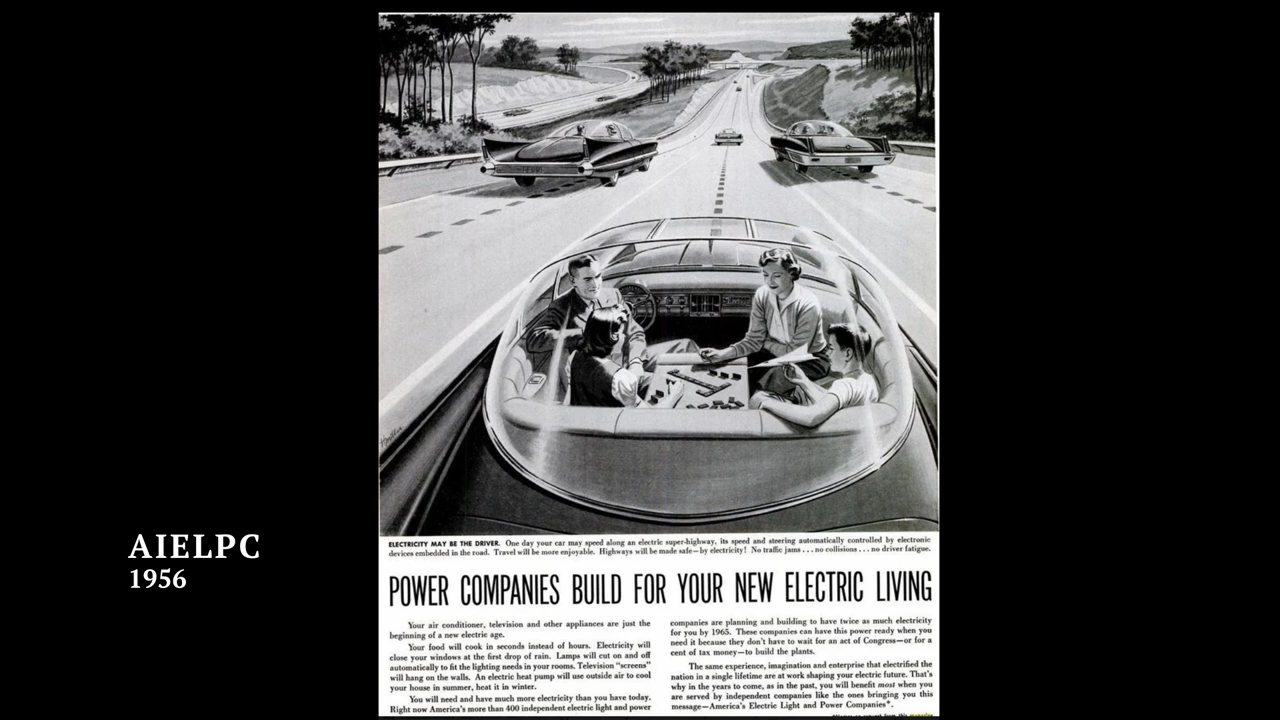 AIELPC
1956
ELECTRICITY MAY BE THE DRIVER. One day your car may speed along an electric super-highway, its speed and steering automatically controlled by electronic
devices embedded in the road. Travel will be more enjoyable. Highways will be made safe—by electricity! No traffic jams . . . no collisions . . . no driver fatigue.
POWER COMPANIES BUILD FOR YOUR NEW ELECTRIC LIVING
Your air conditioner, television and other appliances are just the
beginning of a new electric age.
Your food will cook in seconds instead of hours. Electricity will
close your windows at the first drop of rain. Lamps will cut on and off
automatically to fit the lighting needs in your rooms. Television "screens"
will hang on the walls. An electric heat pump will use outside air to cool
your house in summer, heat it in winter.
You will need and have much more electricity than you have today.
Right now America's more than 400 independent electric light and power
companies are planning and building to have twice as much electricity
for you by 1965. These companies can have this power ready when you
need it because they don't have to wait for an act of Congress—or for a
cent of tax money—to build the plants.
The same experience, imagination and enterprise that electrified the
nation in a single lifetime are at work shaping your electric future. That's
why in the years to come, as in the past, you will benefit most when you
are served by independent companies like the ones bringing you this
message—America's Electric Light and Power Companies*.